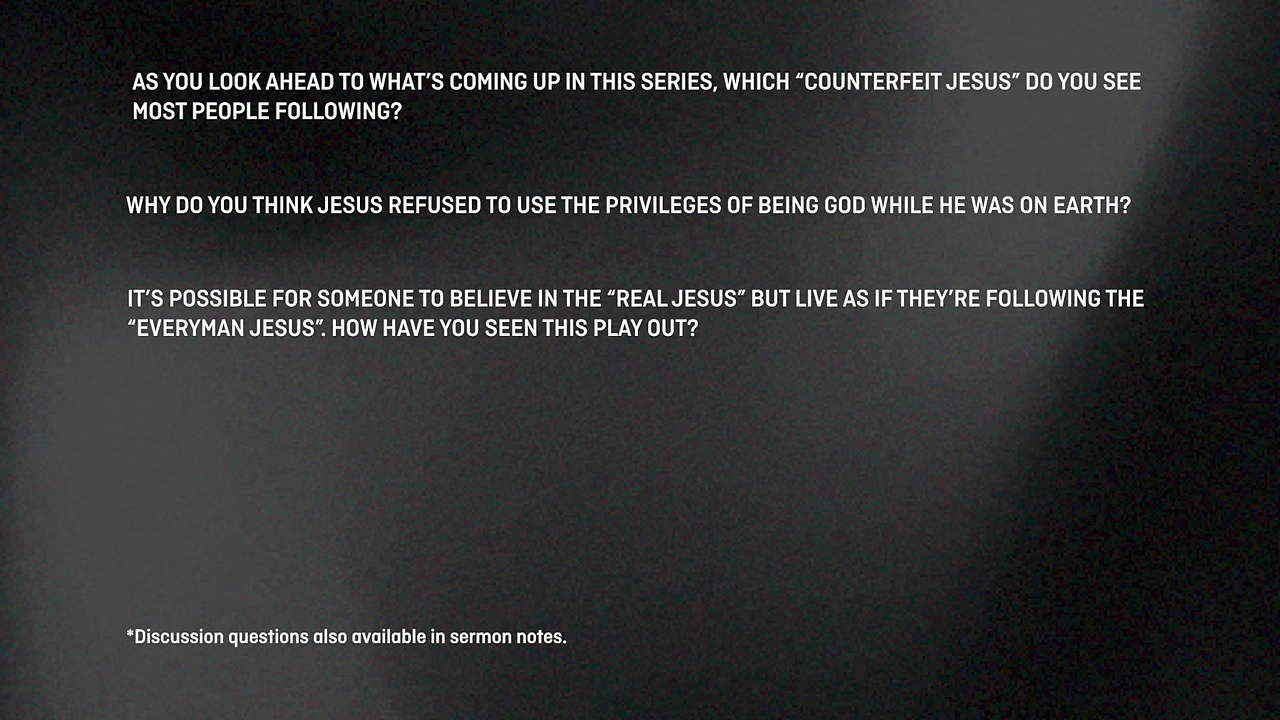 AS YOU LOOK AHEAD TO WHAT’S COMING UP IN THIS SERIES, WHICH “COUNTERFEIT JESUS” DO YOU SEE
MOST PEOPLE FOLLOWING?
WHY DO YOU THINK JESUS REFUSED TO USE THE PRIVILEGES OF BEING GOD WHILE HE WAS ON EARTH?
IT’S POSSIBLE FOR SOMEONE TO BELIEVE IN THE “REAL JESUS” BUT LIVE AS IF THEY’RE FOLLOWING THE
“EVERYMAN JESUS”. HOW HAVE YOU SEEN THIS PLAY OUT?
*Discussion questions also available in sermon notes.